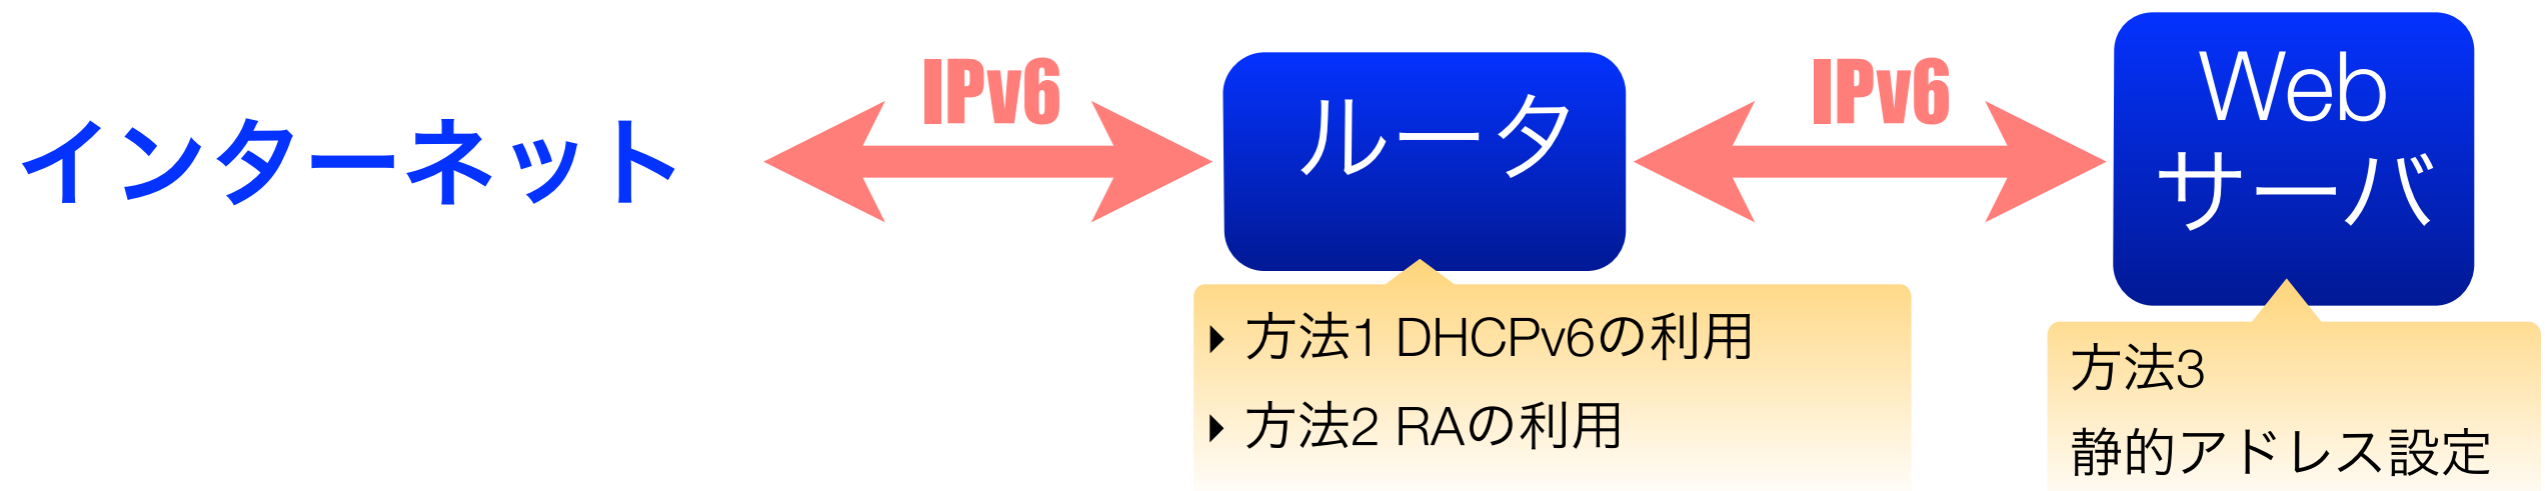 インターネット
IPv6
ルータ
IPv6
Web
サーバ
‣ 方法1 DHCPv6の利用
‣ 方法2 RAの利用
方法3
静的アドレス設定